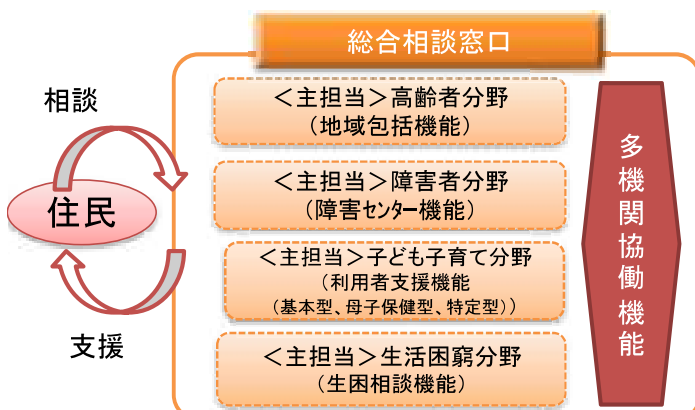 総合相談窓口
相談
住民
支援
＜主担当＞高齢者分野
（地域包括機能）
＜主担当＞障害者分野
（障害センター機能）
＜主担当＞子ども子育て分野
（利用者支援機能
（基本型、母子保健型、特定型））
＜主担当＞生活困窮分野
（生困相談機能）
多機関協働機能